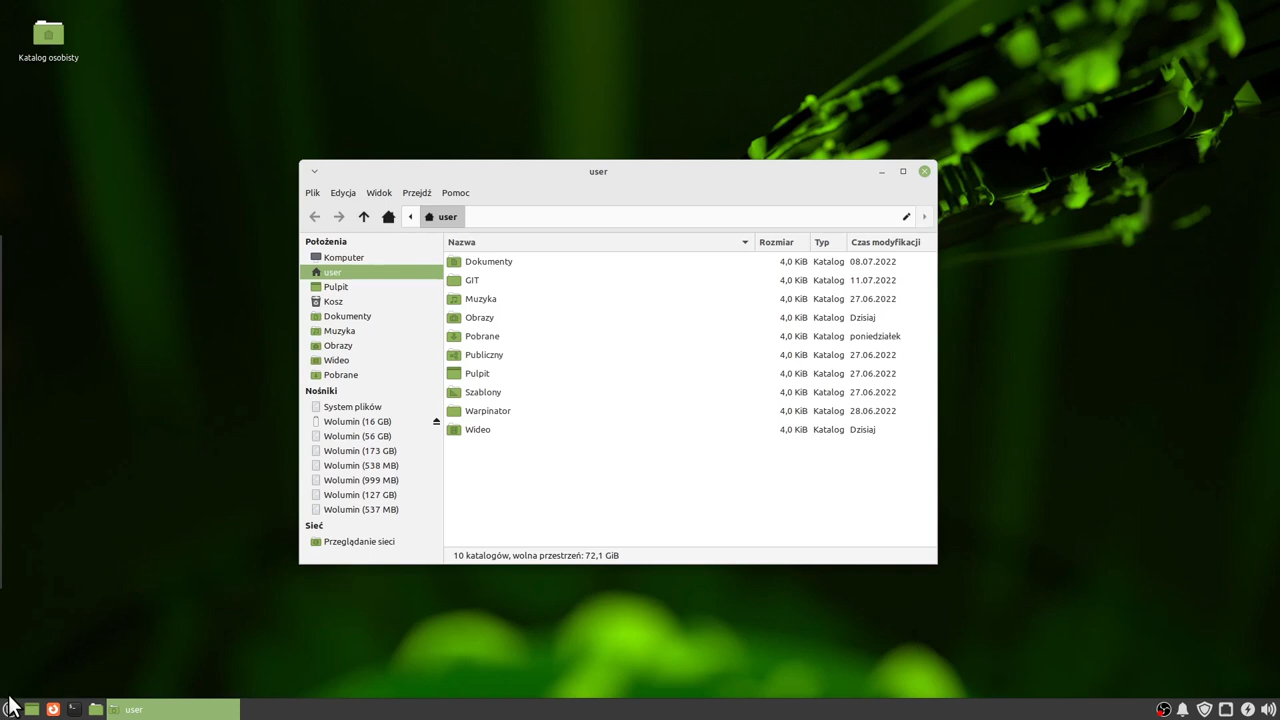 Katalog osobisty
user
Plik Edycja Widok Przejdź Pomoc
user
Położenia
Komputer
user
Pulpit
Kosz
Dokumenty
Muzyka
Obrazy
Wideo
Pobrane
Nośniki
System plików
Wolumin (16 GB)
Wolumin (56 GB)
Wolumin (173 GB)
Wolumin (538 MB)
Wolumin (999 MB)
Wolumin (127 GB)
Wolumin (537 MB)
Sieć
Przeglądanie sieci
Nazwa Rozmiar Typ Czas modyfikacji
Dokumenty 4,0 KiB Katalog 08.07.2022
GIT 4,0 KiB Katalog 11.07.2022
Muzyka 4,0 KiB Katalog 27.06.2022
Obrazy 4,0 KiB Katalog Dzisiaj
Pobrane 4,0 KiB Katalog poniedziałek
Publiczny 4,0 KiB Katalog 27.06.2022
Pulpit 4,0 KiB Katalog 27.06.2022
Szablony 4,0 KiB Katalog 27.06.2022
Warpinator 4,0 KiB Katalog 28.06.2022
Wideo 4,0 KiB Katalog Dzisiaj
10 katalogów, wolna przestrzeń: 72,1 GiB
user